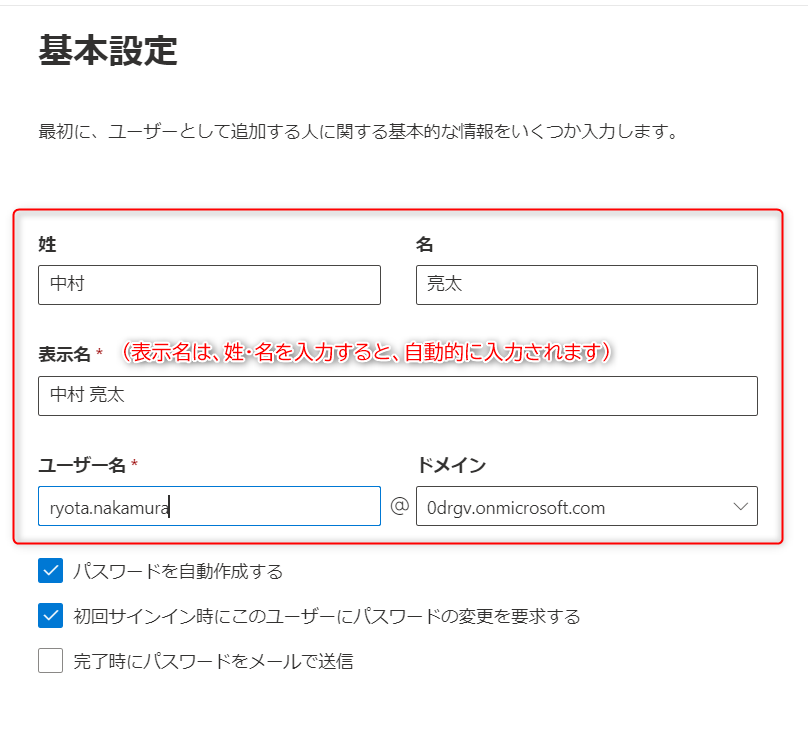 基本設定
最初に、ユーザーとして追加する人に関する基本的な情報をいくつか入力します。
姓 名
中村 亮太
表示名 * （表示名は、姓・名を入力すると、自動的に入力されます）
中村 亮太
ユーザー名 * ドメイン
ryota.nakamura @ 0drgv.onmicrosoft.com
パスワードを自動作成する
初回サインイン時にこのユーザーにパスワードの変更を要求する
完了時にパスワードをメールで送信